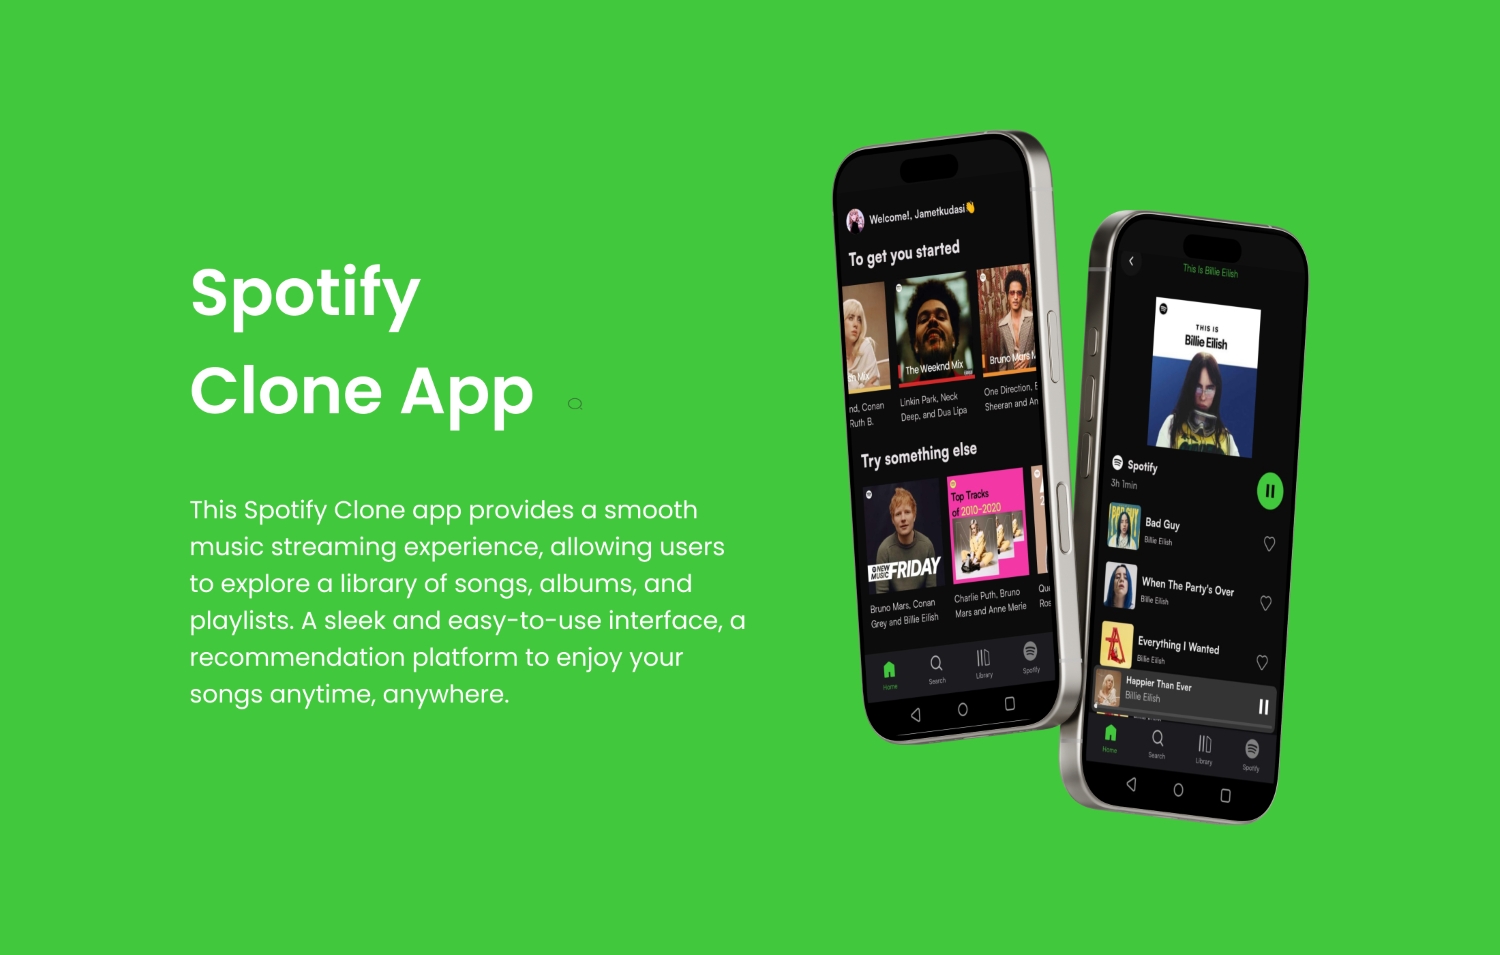 Spotify
Clone App
This Spotify Clone app provides a smooth
music streaming experience, allowing users
to explore a library of songs, albums, and
playlists. A sleek and easy-to-use interface, a
recommendation platform to enjoy your
songs anytime, anywhere.
Welcome!, Jametkudasi👋
To get you started
Mix
The Weeknd Mix
Bruno Mars M
nd, Conan
Ruth B.
Linkin Park, Neck
Deep, and Dua Lipa
One Direction, E
Sheeran and An
Try something else
NEW
MUSIC FRIDAY
Top Tracks
of 2010-2020
Bruno Mars, Conan
Grey and Billie Eilish
Charlie Puth, Bruno
Mars and Anne Merie
Que
Ros
Home
Search
Library
Spotify
This Is Billie Eilish
THIS IS
Billie Eilish
Spotify
3h 1min
BAD GUY
Bad Guy
Billie Eilish
When The Party's Over
Billie Eilish
Everything I Wanted
Billie Eilish
Happier Than Ever
Billie Eilish
Home
Search
Library
Spotify